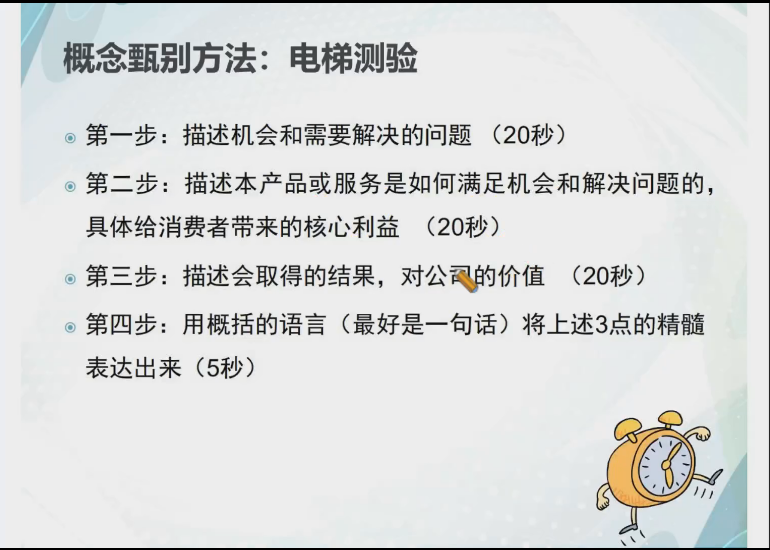 概念甄别方法：电梯测验
第一步：描述机会和需要解决的问题 （20秒）
第二步：描述本产品或服务是如何满足机会和解决问题的，
具体给消费者带来的核心利益 （20秒）
第三步：描述会取得的结果，对公司的价值 （20秒）
第四步：用概括的语言（最好是一句话）将上述3点的精髓
表达出来（5秒）